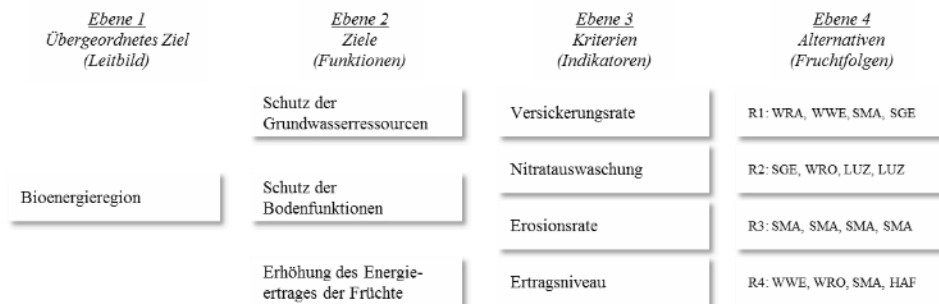 Ebene 1
Übergeordnetes Ziel
(Leitbild)
Ebene 2
Ziele
(Funktionen)
Ebene 3
Kriterien
(Indikatoren)
Ebene 4
Alternativen
(Fruchtfolgen)
Bioenergieregion
Schutz der
Grundwasserressourcen
Schutz der
Bodenfunktionen
Erhöhung des Energie-
ertrages der Früchte
Versickerungsrate
Nitratauswaschung
Erosionsrate
Ertragsniveau
R1: WRA, WWE, SMA, SGE
R2: SGE, WRO, LUZ, LUZ
R3: SMA, SMA, SMA, SMA
R4: WWE, WRO, SMA, HAF